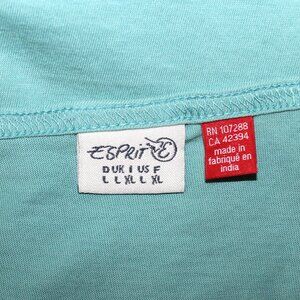 ESPRIT
D UK I US F
L L XL L XL
RN 107288
CA 42394
made in
fabriqué en
india